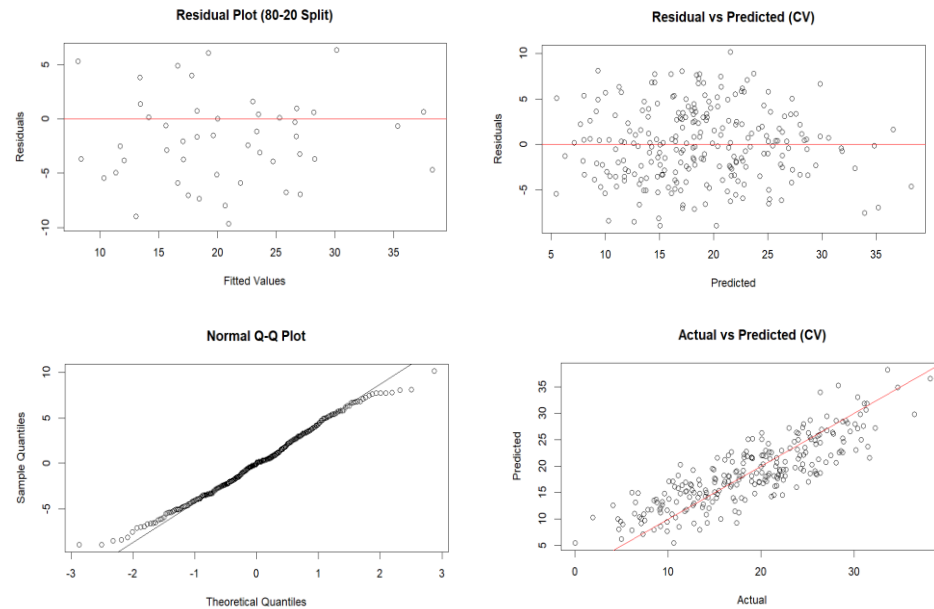 Residual Plot (80-20 Split)
Residuals
5
0
-5
-10
10 15 20 25 30 35
Fitted Values
Residual vs Predicted (CV)
Residuals
10
5
0
-5
5 10 15 20 25 30 35
Predicted
Normal Q-Q Plot
Sample Quantiles
10
5
0
-5
-3 -2 -1 0 1 2 3
Theoretical Quantiles
Actual vs Predicted (CV)
Predicted
35
30
25
20
15
10
5
0 10 20 30
Actual